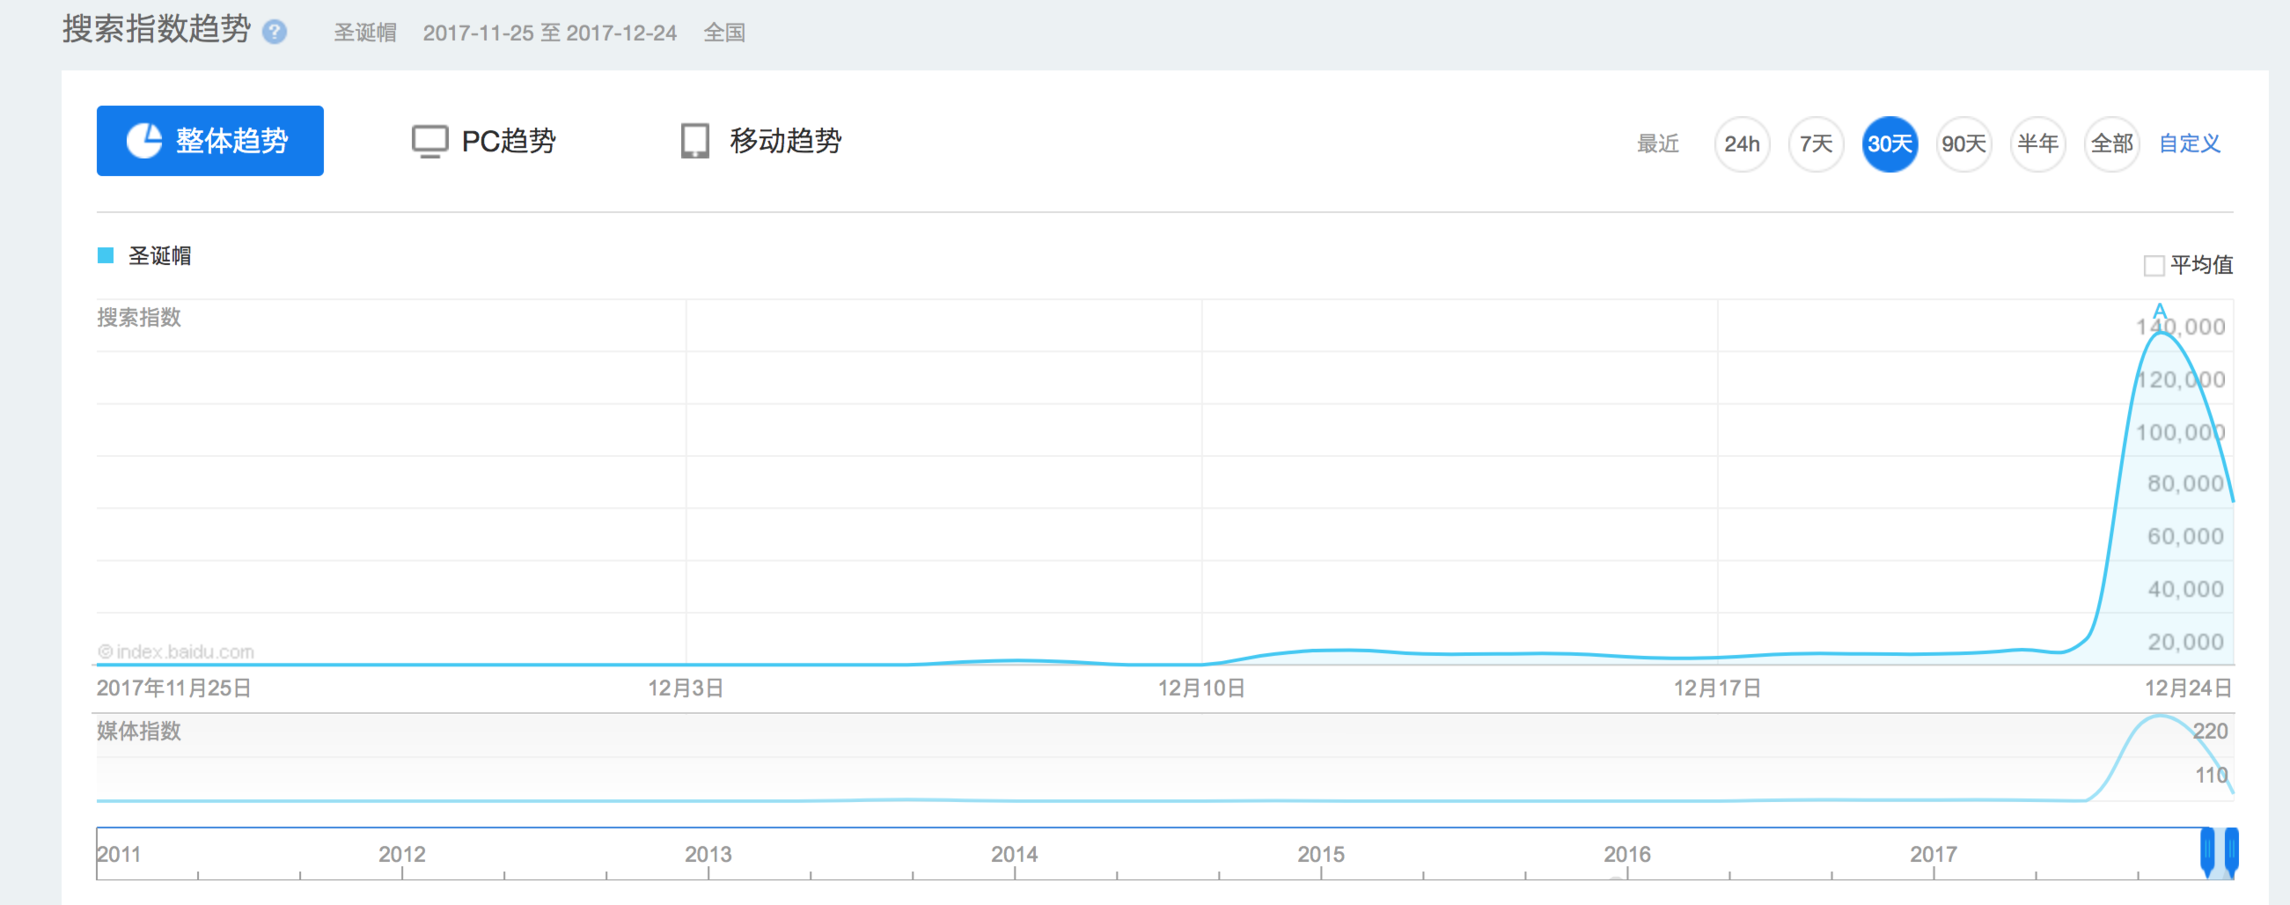 搜索指数趋势 ? 圣诞帽 2017-11-25 至 2017-12-24 全国
整体趋势 PC趋势 移动趋势 最近 24h 7天 30天 90天 半年 全部 自定义
圣诞帽
平均值
搜索指数
A
140,000
120,000
100,000
80,000
60,000
40,000
20,000
© index.baidu.com
2017年11月25日 12月3日 12月10日 12月17日 12月24日
媒体指数 220
110
2011 2012 2013 2014 2015 2016 2017